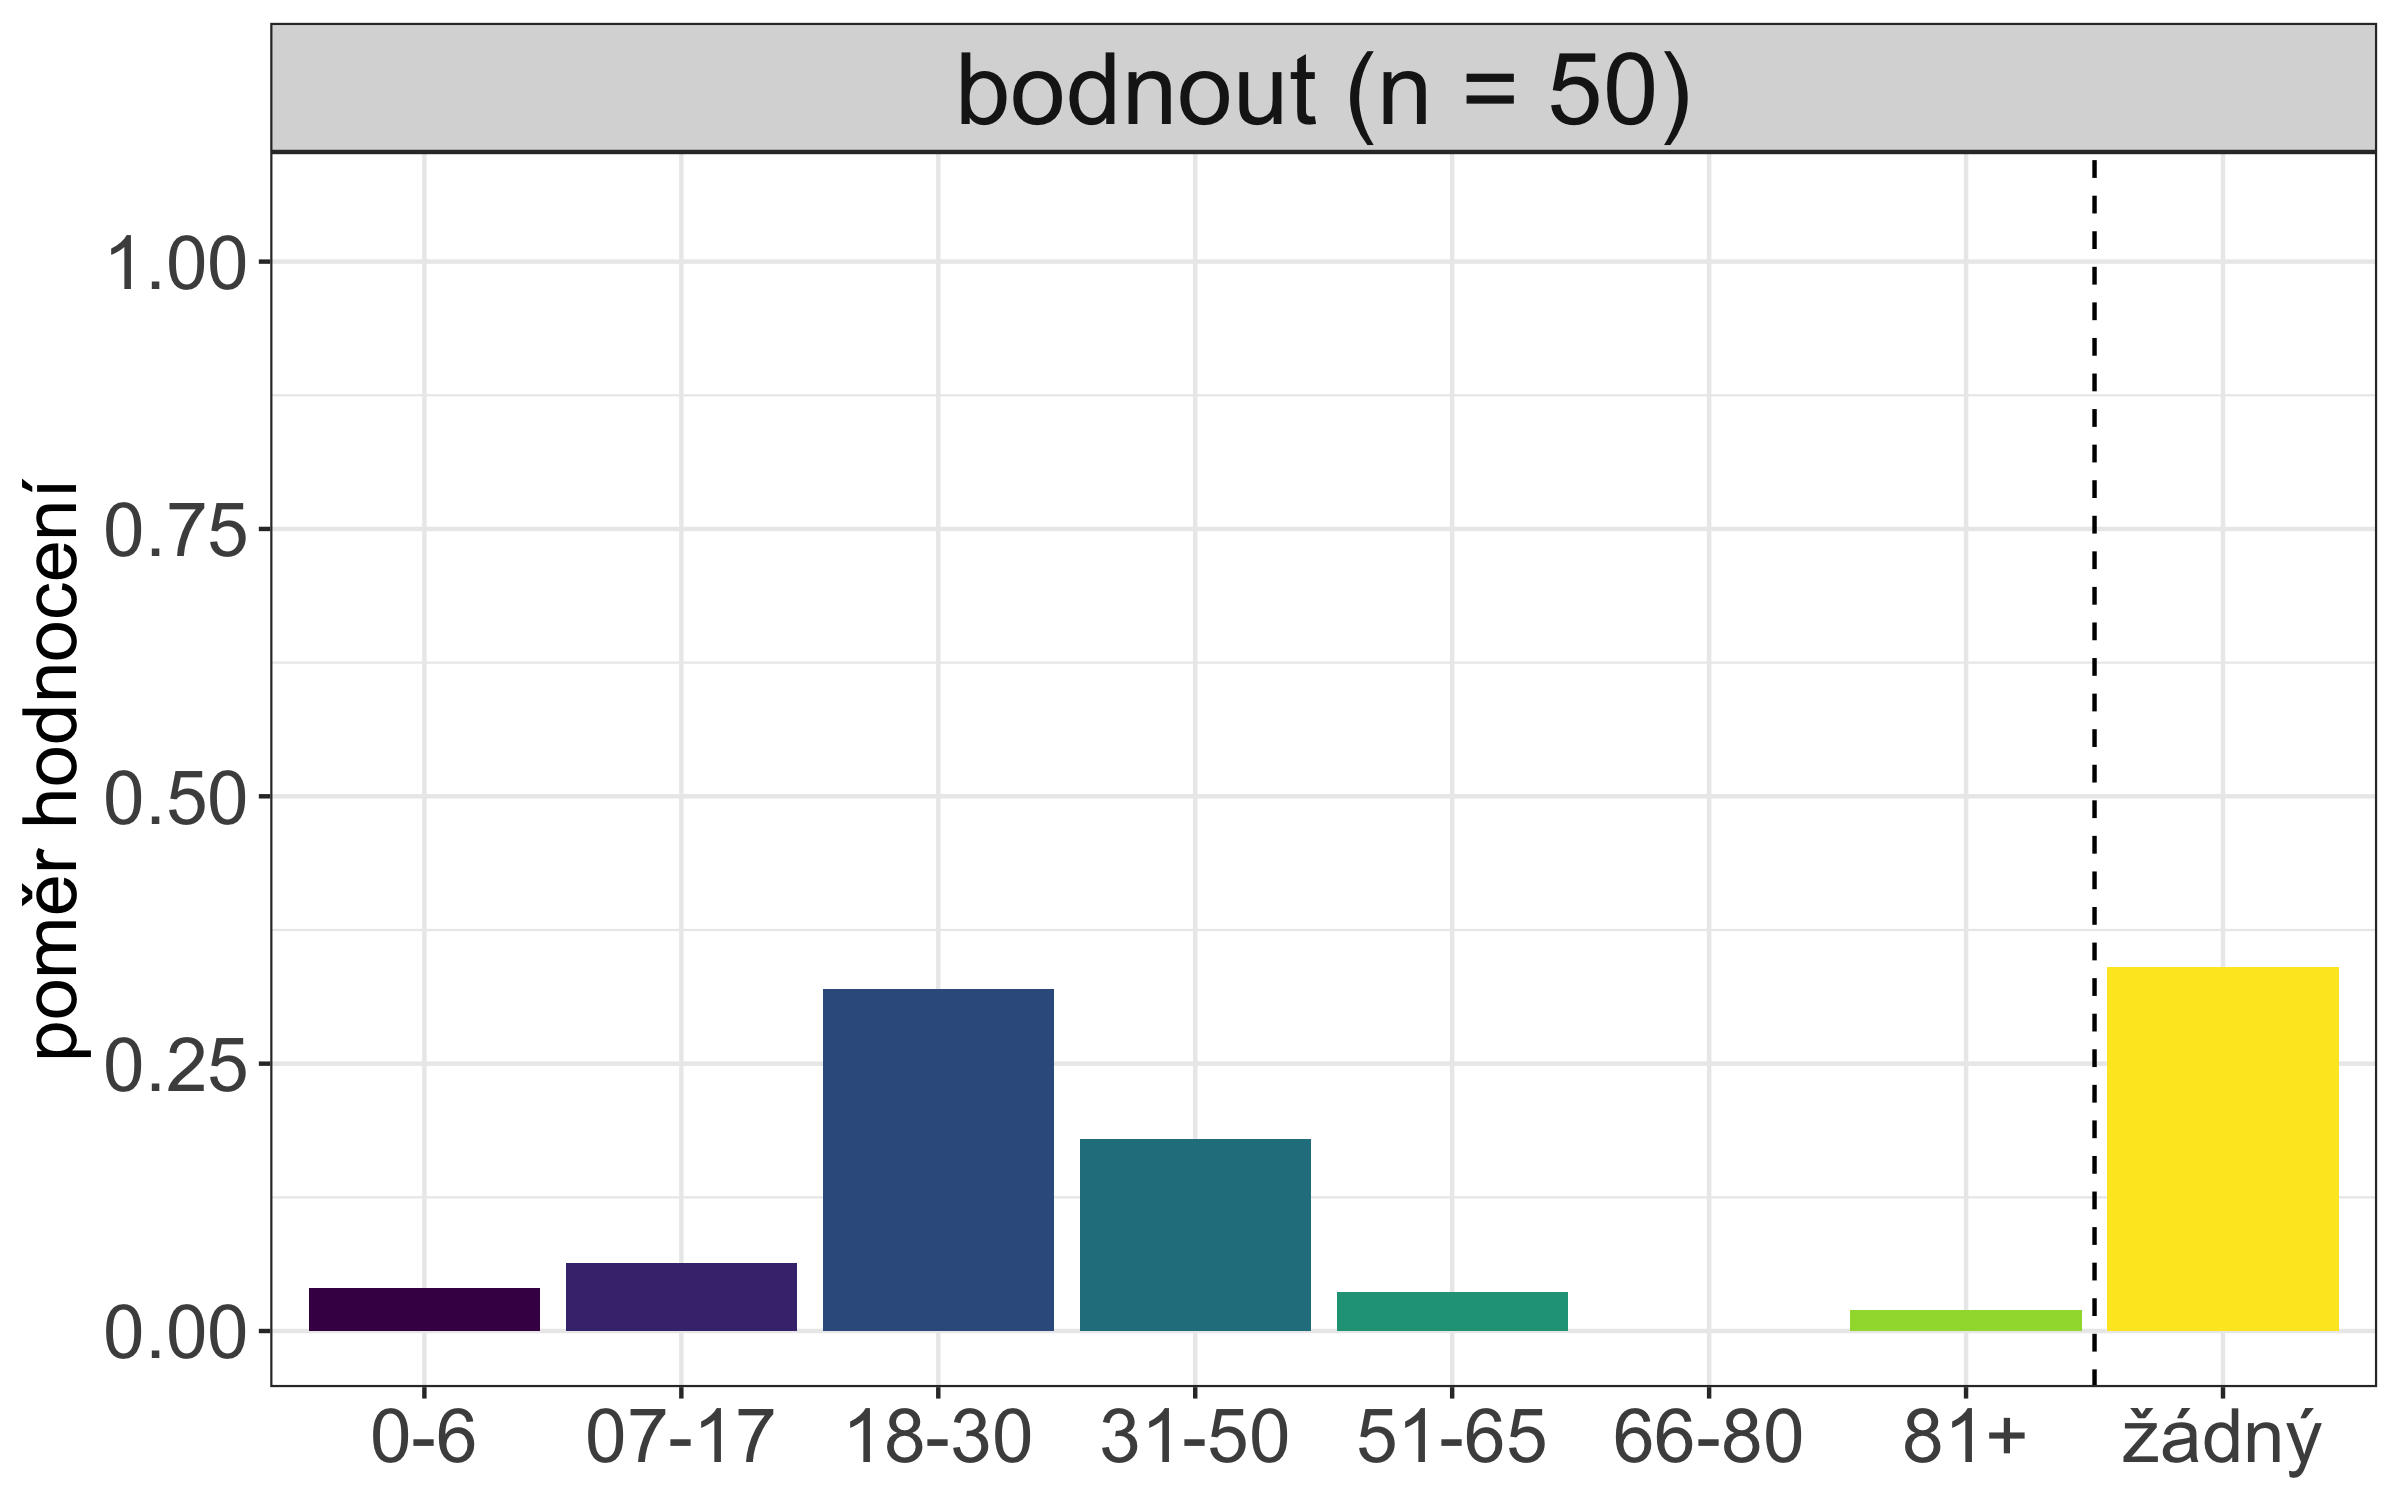 bodnout (n = 50)
poměr hodnocení
1.00
0.75
0.50
0.25
0.00
0-6 07-17 18-30 31-50 51-65 66-80 81+ žádný